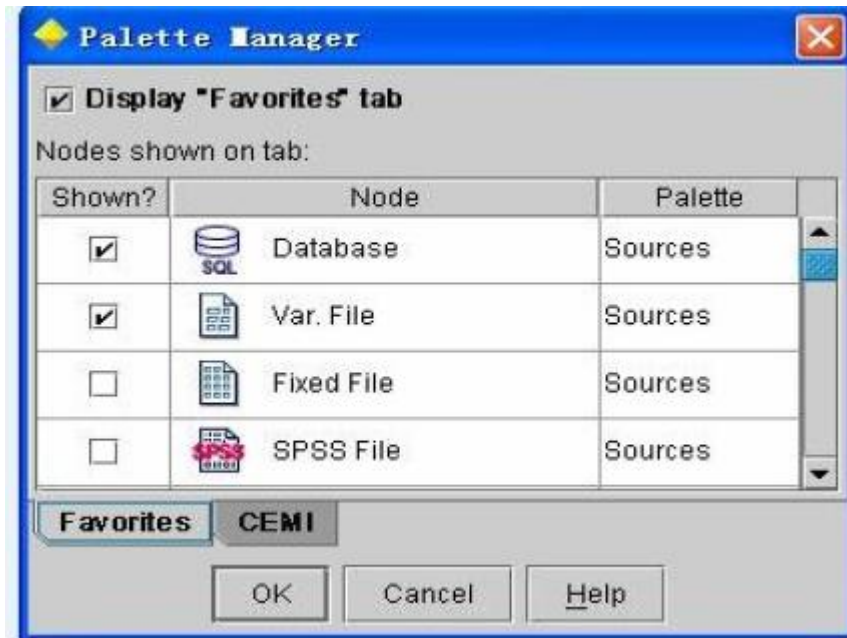 Palette Manager
Display "Favorites" tab
Nodes shown on tab:
Shown? Node Palette
SQL Database Sources
Var. File Sources
Fixed File Sources
SPSS SPSS File Sources
Favorites CEMI
OK Cancel Help